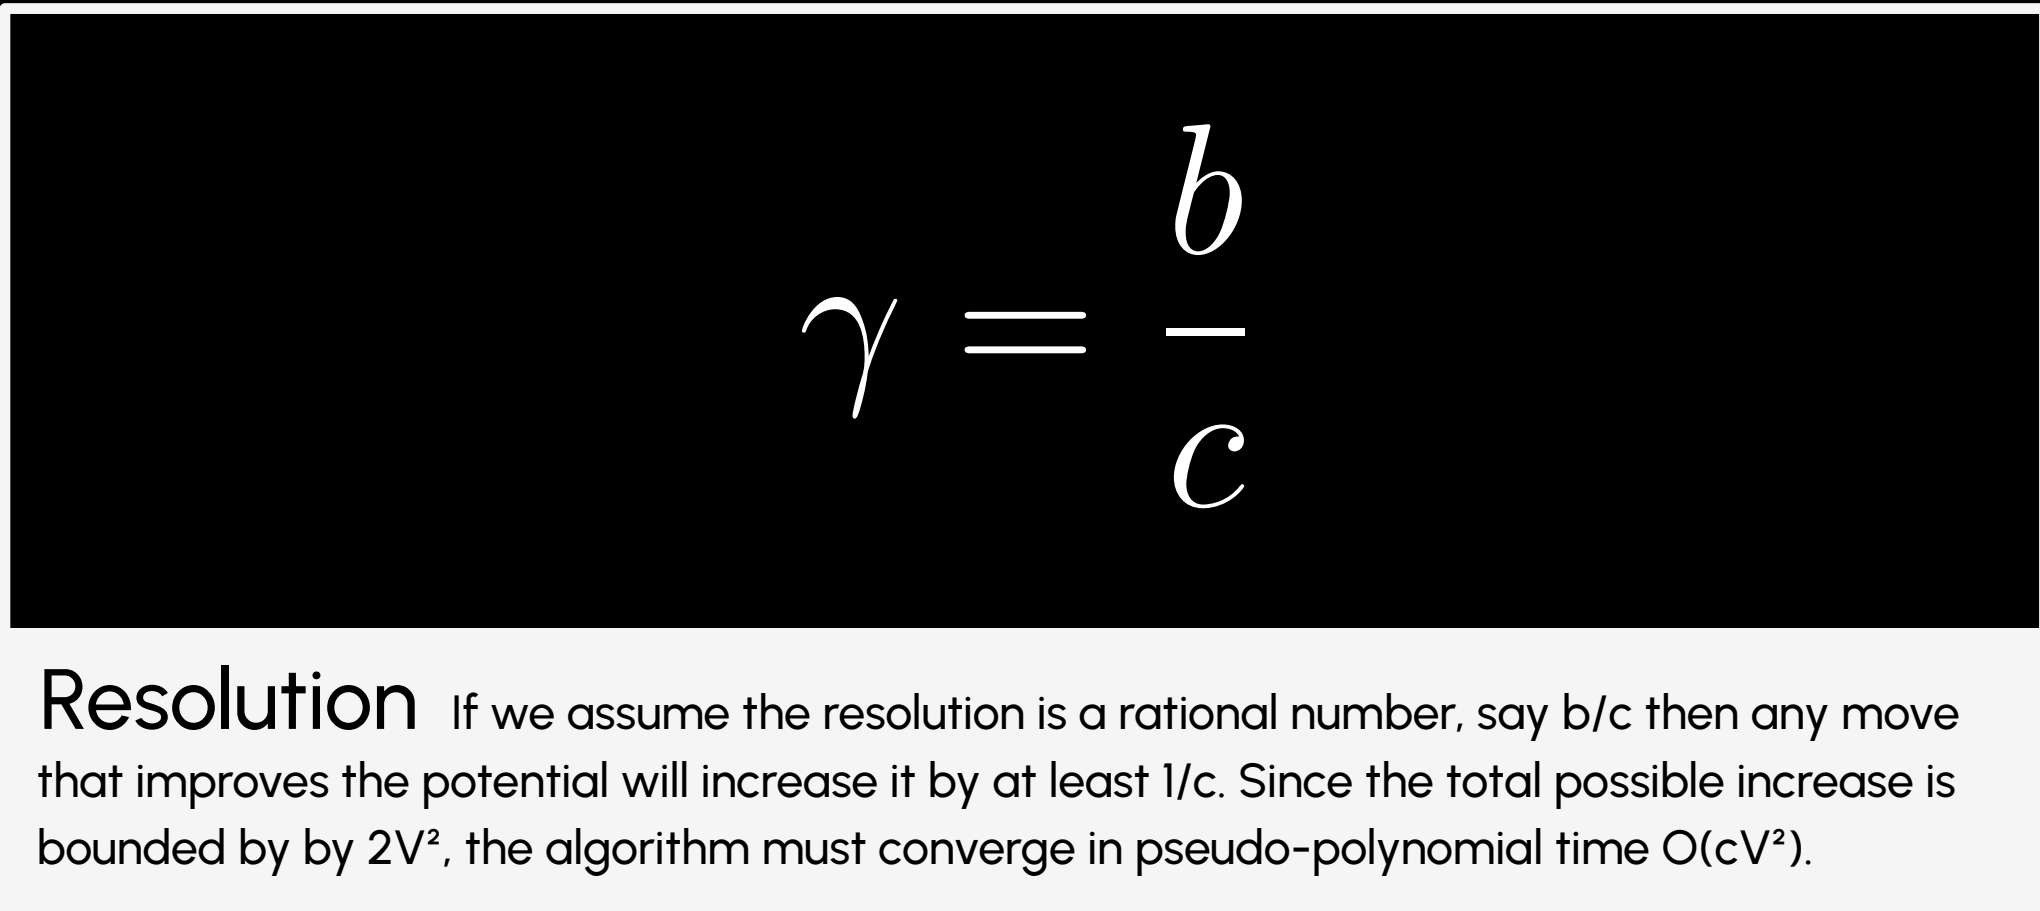 γ = b/c
Resolution If we assume the resolution is a rational number, say b/c then any move
that improves the potential will increase it by at least 1/c. Since the total possible increase is
bounded by by 2V², the algorithm must converge in pseudo-polynomial time O(cV²).